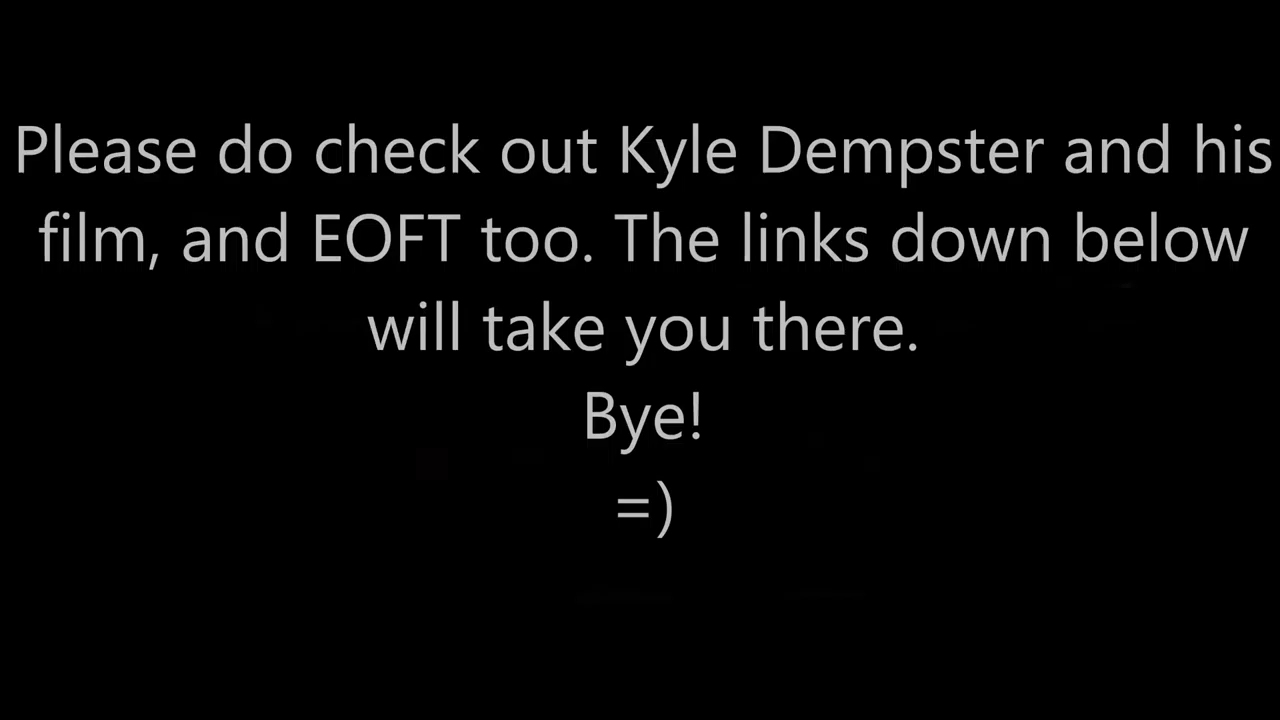 Please do check out Kyle Dempster and his
film, and EOFT too. The links down below
will take you there.
Bye!
=)